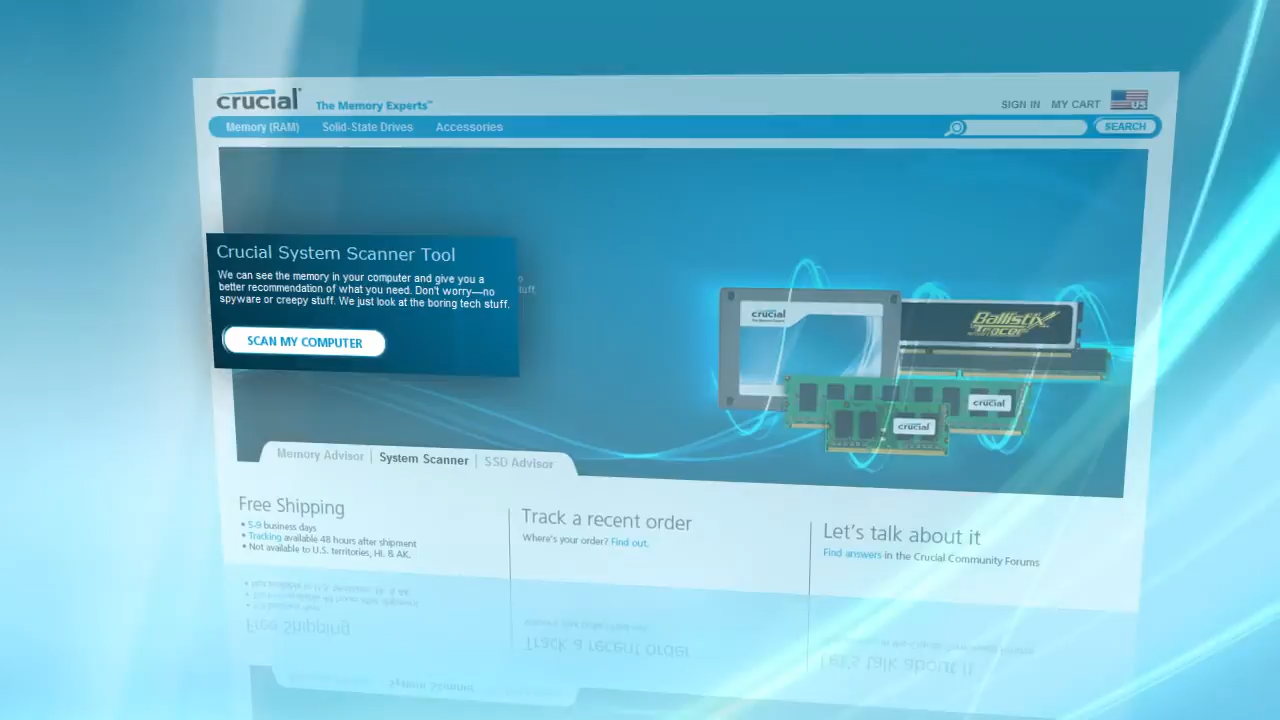 crucial The Memory Experts™
SIGN IN MY CART US
Memory (RAM) Solid-State Drives Accessories
SEARCH
Crucial System Scanner Tool
We can see the memory in your computer and give you a
better recommendation of what you need. Don't worry—no
spyware or creepy stuff. We just look at the boring tech stuff.
SCAN MY COMPUTER
crucial
Ballistix
Tracer
crucial
crucial
Memory Advisor | System Scanner | SSD Advisor
Free Shipping
• 5-9 business days
• Tracking available 48 hours after shipment
• Not available to U.S. territories, HI. & AK.
Track a recent order
Where's your order? Find out.
Let's talk about it
Find answers in the Crucial Community Forums